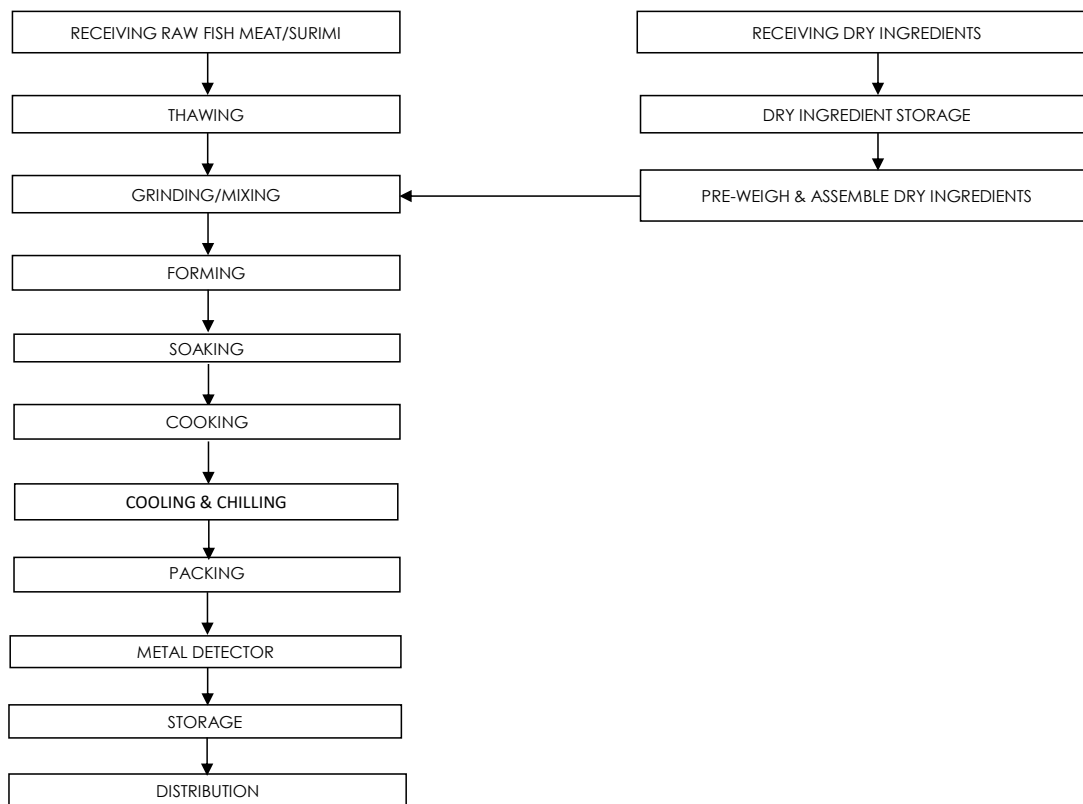 RECEIVING RAW FISH MEAT/SURIMI
THAWING
GRINDING/MIXING
FORMING
SOAKING
COOKING
COOLING & CHILLING
PACKING
METAL DETECTOR
STORAGE
DISTRIBUTION
RECEIVING DRY INGREDIENTS
DRY INGREDIENT STORAGE
PRE-WEIGH & ASSEMBLE DRY INGREDIENTS